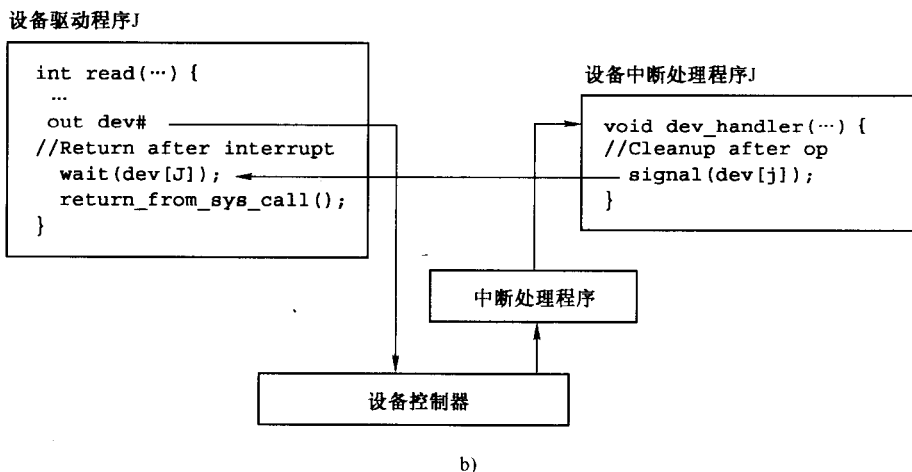 设备驱动程序J
int read(…) {
…
out dev#
//Return after interrupt
wait(dev[J]);
return_from_sys_call();
}
设备中断处理程序J
void dev_handler(…) {
//Cleanup after op
signal(dev[j]);
}
中断处理程序
设备控制器
b)